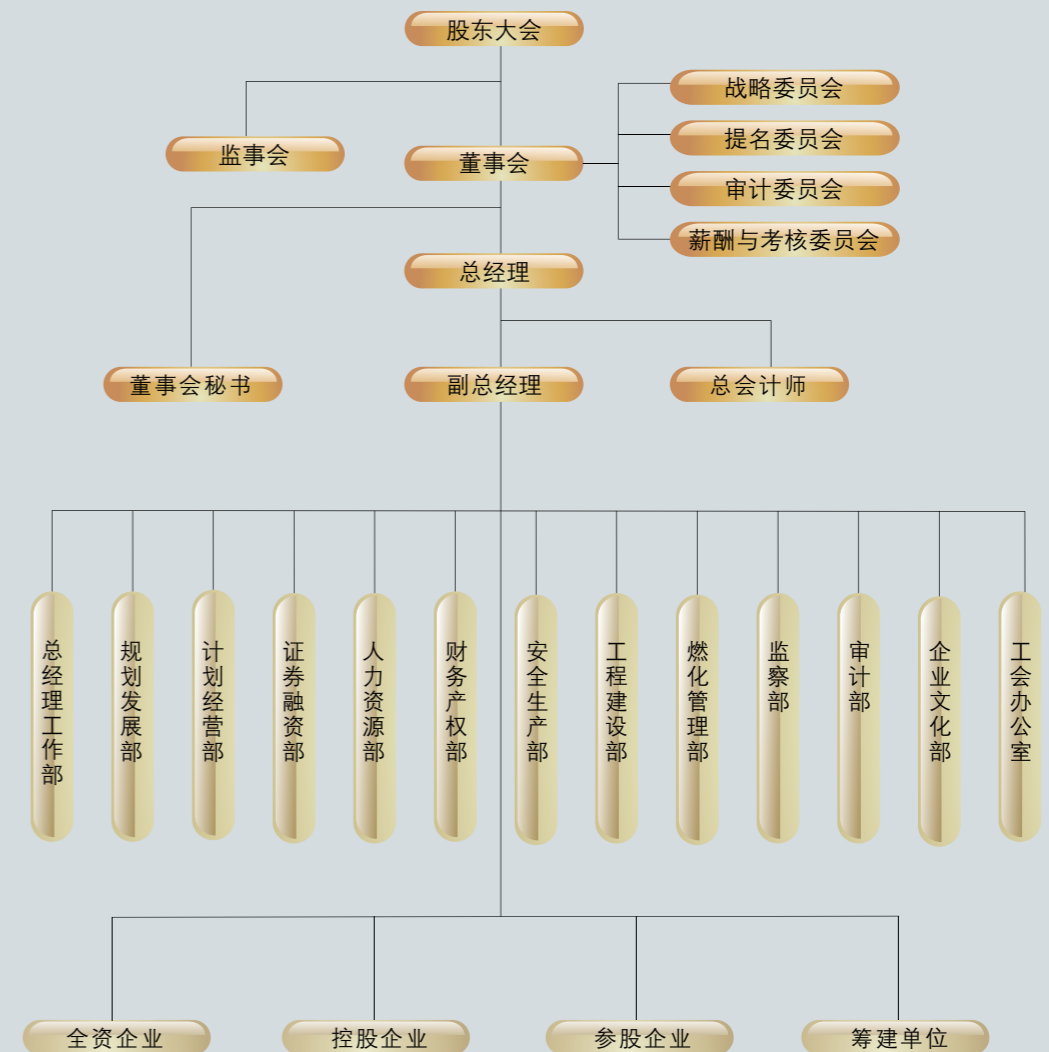 股东大会
战略委员会
监事会
董事会
提名委员会
审计委员会
薪酬与考核委员会
总经理
董事会秘书
副总经理
总会计师
总经理工作部
规划发展部
计划经营部
证券融资部
人力资源部
财务产权部
安全生产部
工程建设部
燃化管理部
监察部
审计部
企业文化部
工会办公室
全资企业
控股企业
参股企业
筹建单位